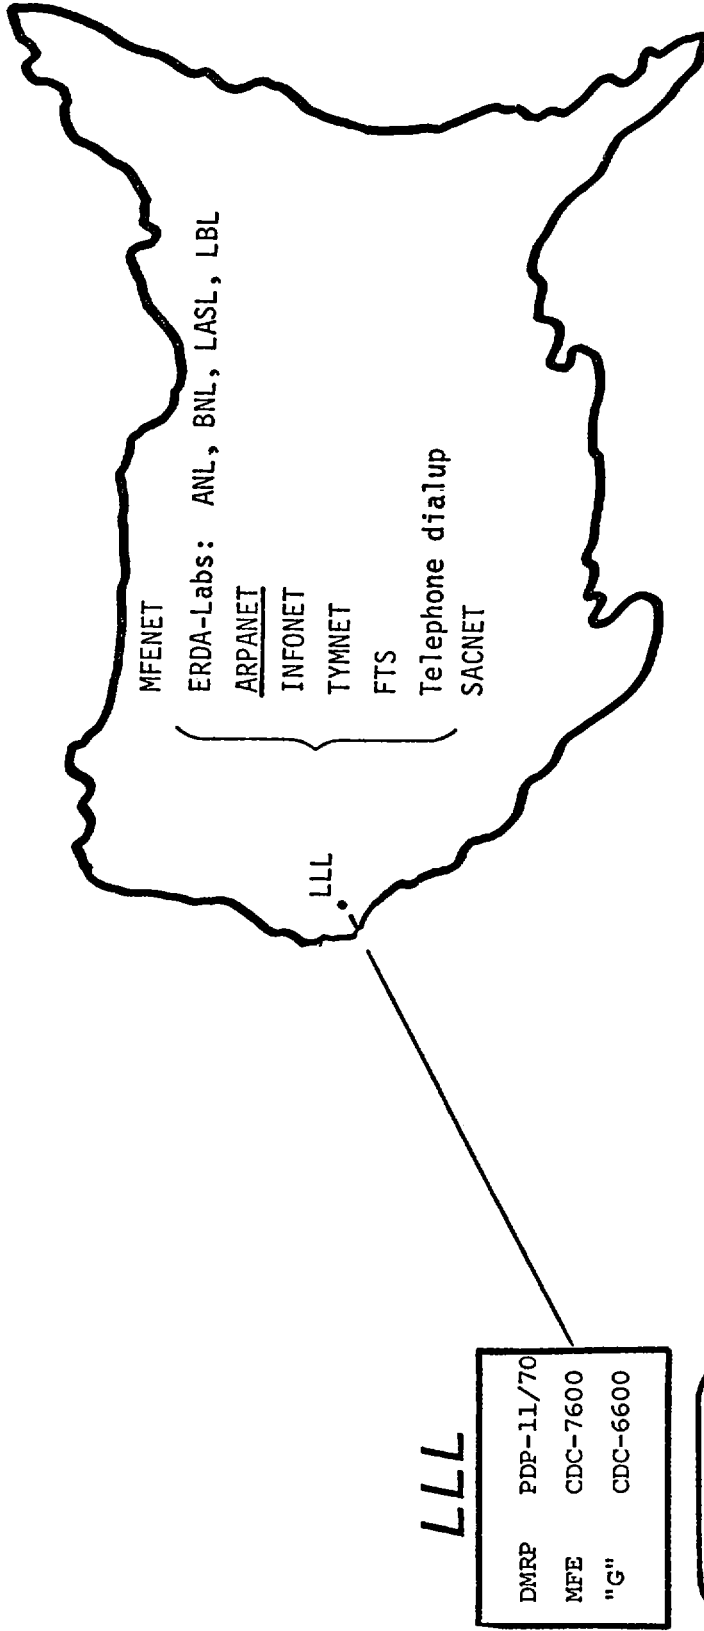 MFENET
ERDA-Labs: ANL, BNL, LASL, LBL
ARPANET
INFONET
TYMNET
FTS
Telephone dialup
SACNET
LLL
LLL
DMRP PDP-11/70
MFE CDC-7600
"G" CDC-6600